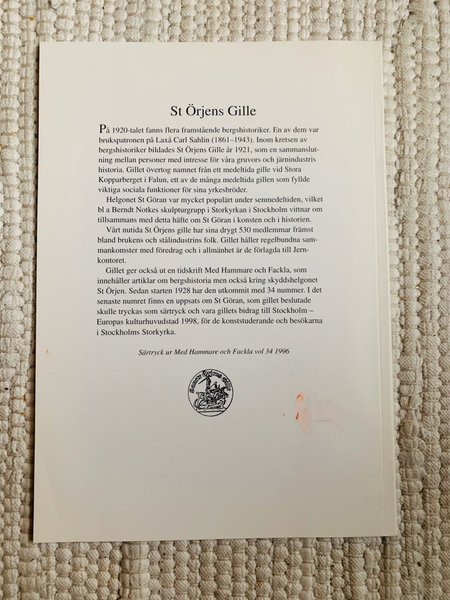 St Örjens Gille
På 1920-talet fanns flera framstående bergshistoriker. En av dem var
brukspatronen på Laxå Carl Sahlin (1861–1943). Inom kretsen av
bergshistoriker bildades St Örjens Gille år 1921, som en sammanslut-
ning mellan personer med intresse för våra gruvors och järnindustris
historia. Gillet övertog namnet från ett medeltida gille vid Stora
Kopparberget i Falun, ett av de många medeltida gillen som fyllde
viktiga sociala funktioner för sina yrkesbröder.
Helgonet St Göran var mycket populärt under senmedeltiden, vilket
bl a Berndt Notkes skulpturgrupp i Storkyrkan i Stockholm vittnar om
tillsammans med detta häfte om St Göran i konsten och i historien.
Vårt nutida St Örjens gille har sina drygt 530 medlemmar främst
bland brukens och stålindustrins folk. Gillet håller regelbundna sam-
mankomster med föredrag och i allmänhet är de förlagda till Jern-
kontoret.
Gillet ger också ut en tidskrift Med Hammare och Fackla, som
innehåller artiklar om bergshistoria men också kring skyddshelgonet
St Örjen. Sedan starten 1928 har den utkommit med 34 nummer. I det
senaste numret finns en uppsats om St Göran, som gillet beslutade
skulle tryckas som särtryck och vara gillets bidrag till Stockholm –
Europas kulturhuvudstad 1998, för de konststuderande och besökarna
i Stockholms Storkyrka.
Särtryck ur Med Hammare och Fackla vol 34 1996